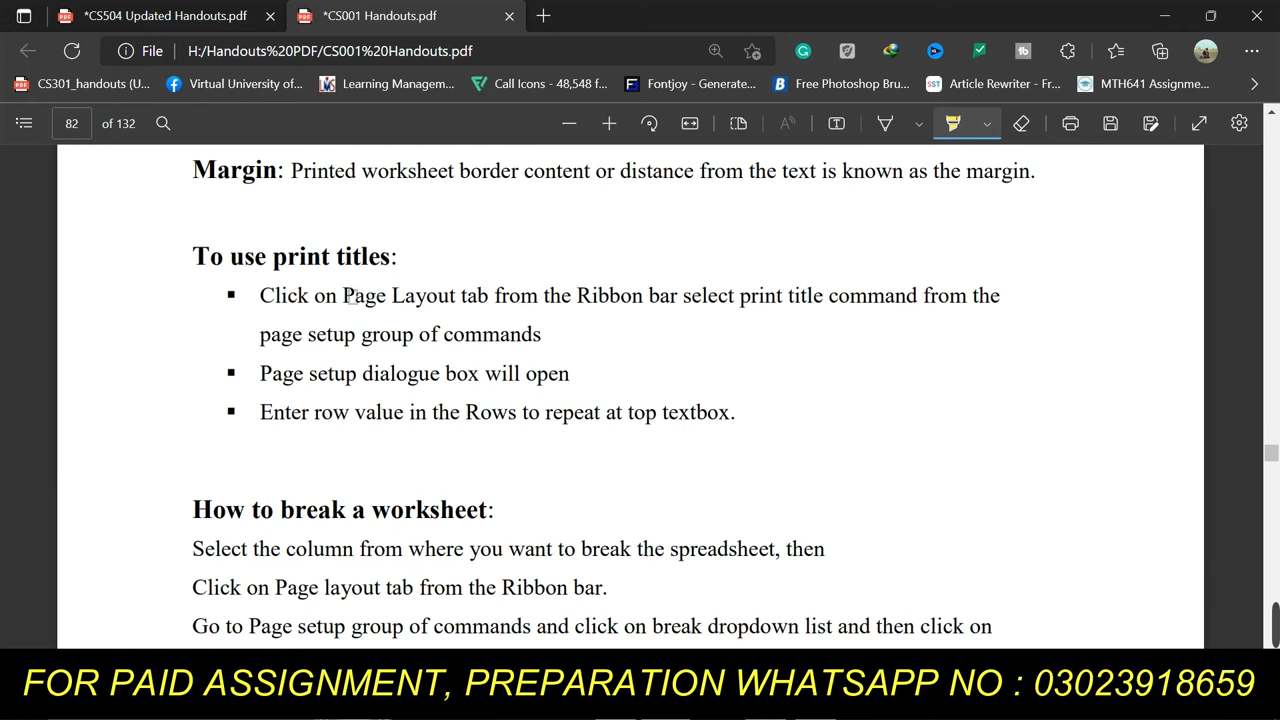 *CS504 Updated Handouts.pdf
*CS001 Handouts.pdf
File H:/Handouts%20PDF/CS001%20Handouts.pdf
CS301_handouts (U... Virtual University of... Learning Managem... Call Icons - 48,548 f... Fontjoy - Generate... Free Photoshop Bru... Article Rewriter - Fr... MTH641 Assignme...
82 of 132
Margin: Printed worksheet border content or distance from the text is known as the margin.
To use print titles:
▪ Click on Page Layout tab from the Ribbon bar select print title command from the
page setup group of commands
▪ Page setup dialogue box will open
▪ Enter row value in the Rows to repeat at top textbox.
How to break a worksheet:
Select the column from where you want to break the spreadsheet, then
Click on Page layout tab from the Ribbon bar.
Go to Page setup group of commands and click on break dropdown list and then click on
FOR PAID ASSIGNMENT, PREPARATION WHATSAPP NO : 03023918659